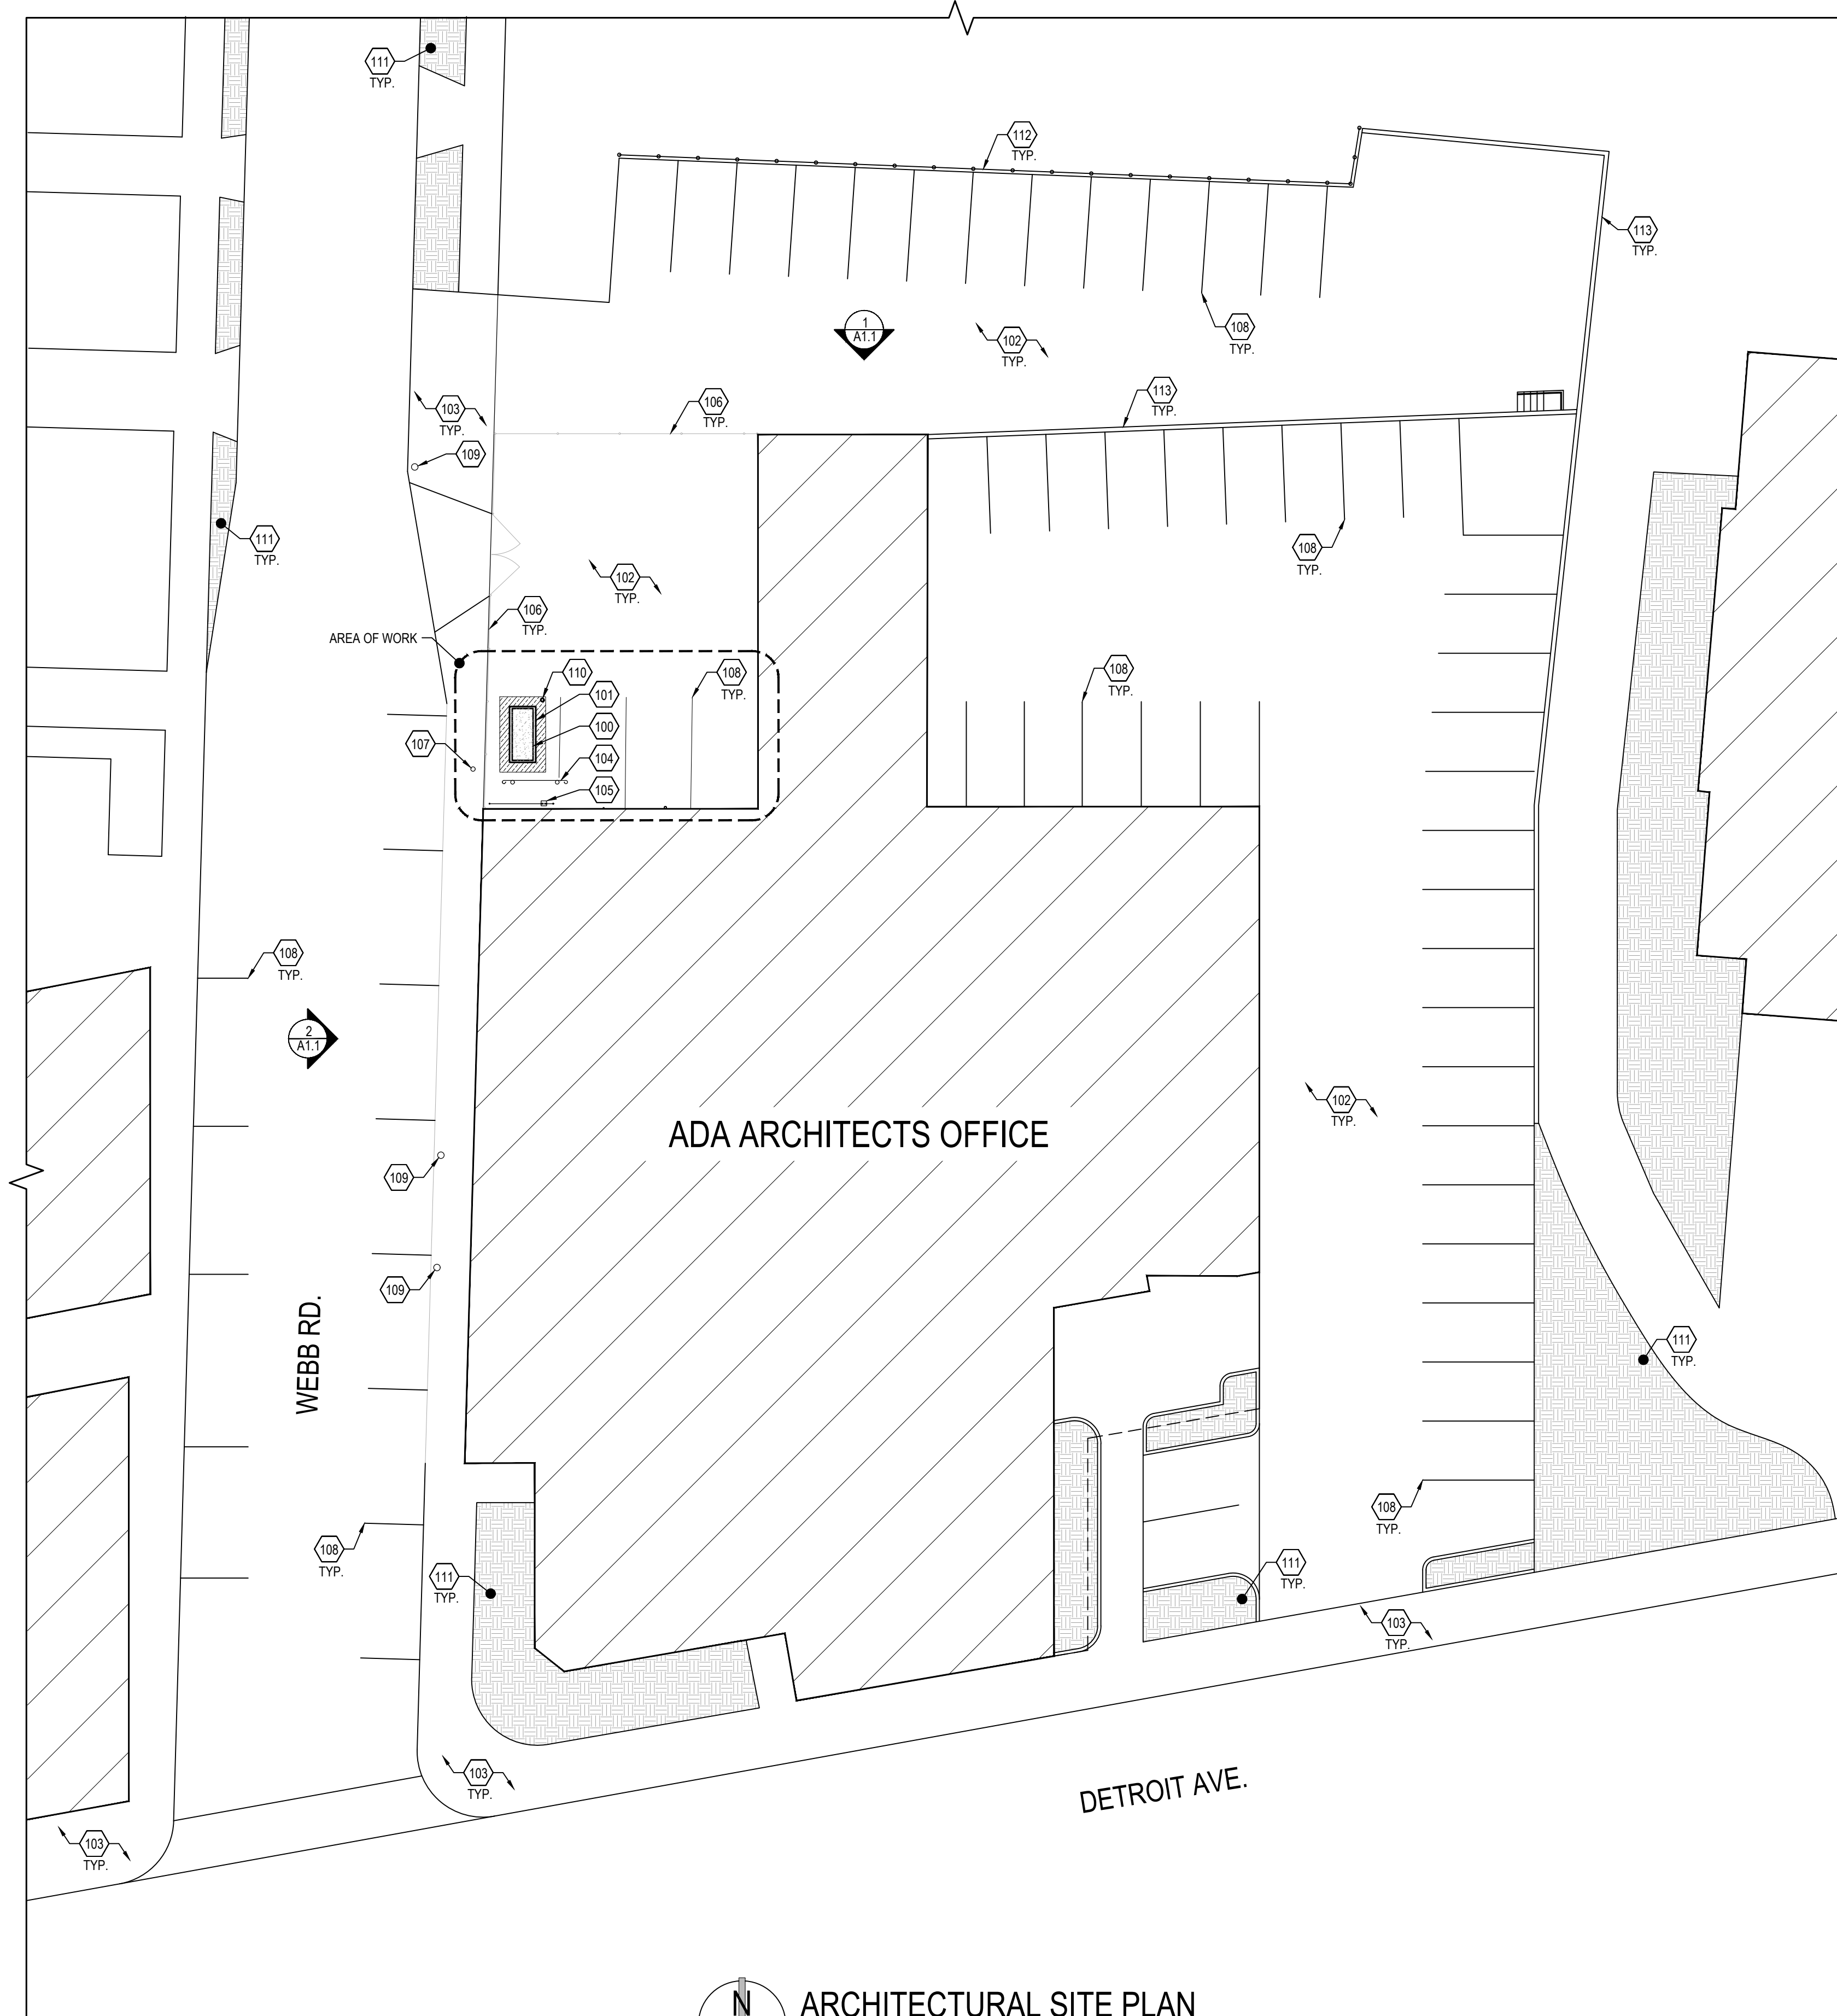 111
TYP.
112
TYP.
113
TYP.
1
A1.1
102
TYP.
108
TYP.
103
TYP.
106
TYP.
113
TYP.
109
111
TYP.
102
TYP.
108
TYP.
106
TYP.
AREA OF WORK
110
101
100
104
105
108
TYP.
108
TYP.
107
108
TYP.
2
A1.1
102
TYP.
ADA ARCHITECTS OFFICE
109
109
WEBB RD.
111
TYP.
108
TYP.
108
TYP.
111
TYP.
111
TYP.
103
TYP.
103
TYP.
DETROIT AVE.
103
TYP.
N
ARCHITECTURAL SITE PLAN